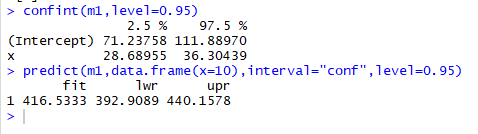 > confint(m1,level=0.95)
2.5 % 97.5 %
(Intercept) 71.23758 111.88970
x 28.68955 36.30439
> predict(m1,data.frame(x=10),interval="conf",level=0.95)
fit lwr upr
1 416.5333 392.9089 440.1578
>